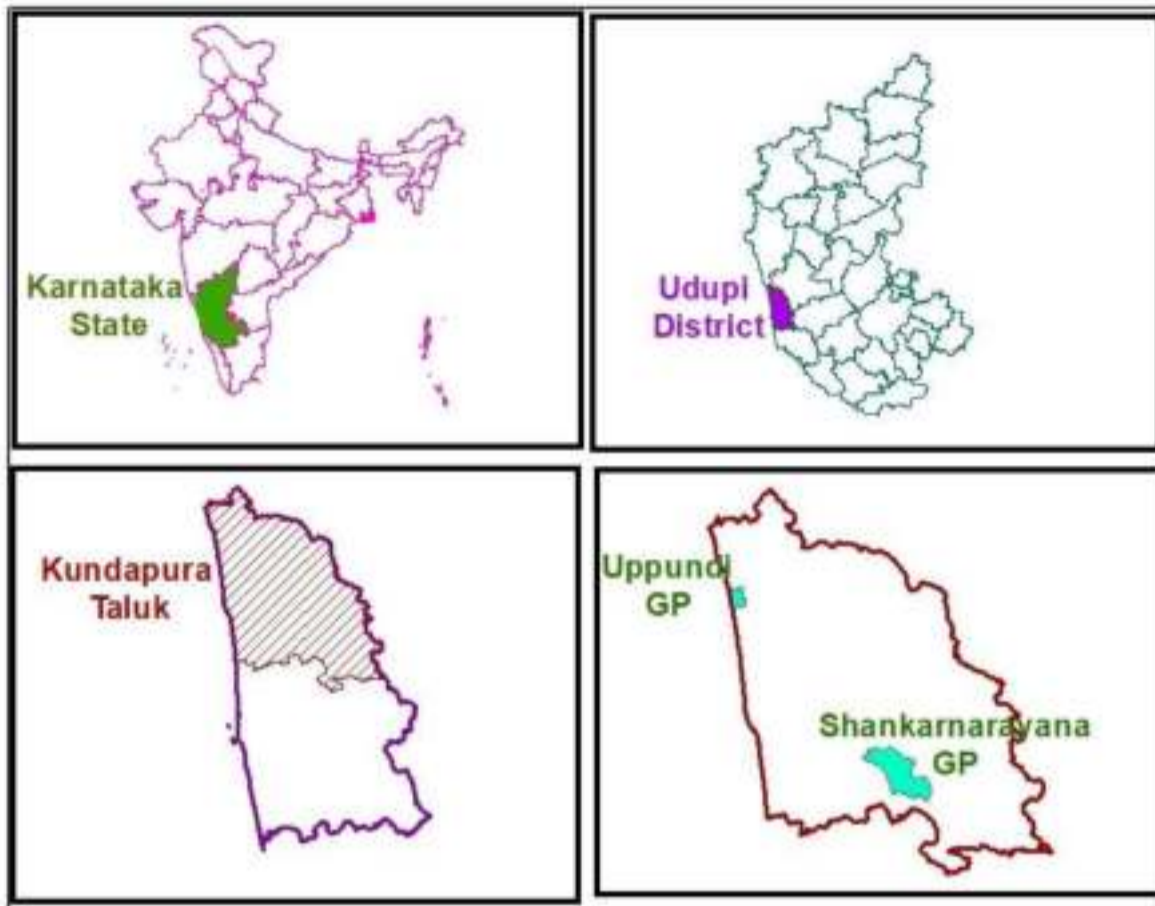 Karnataka
State
Udupi
District
Kundapura
Taluk
Uppundi
GP
Shankarnarayana
GP